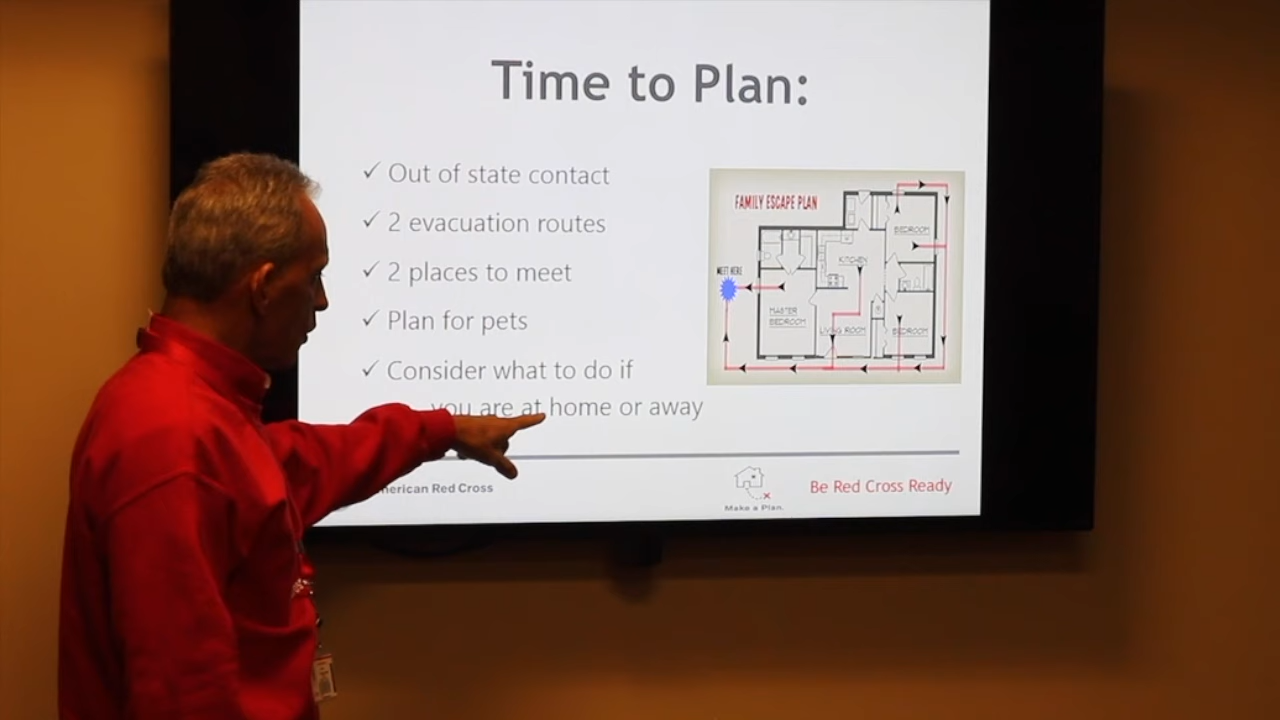 Time to Plan:
✓ Out of state contact
✓ 2 evacuation routes
✓ 2 places to meet
✓ Plan for pets
✓ Consider what to do if
you are at home or away
FAMILY ESCAPE PLAN
BEDROOM
KITCHEN
MEET HERE
MASTER
BEDROOM
LIVING ROOM
BEDROOM
American Red Cross
Make a Plan.
Be Red Cross Ready